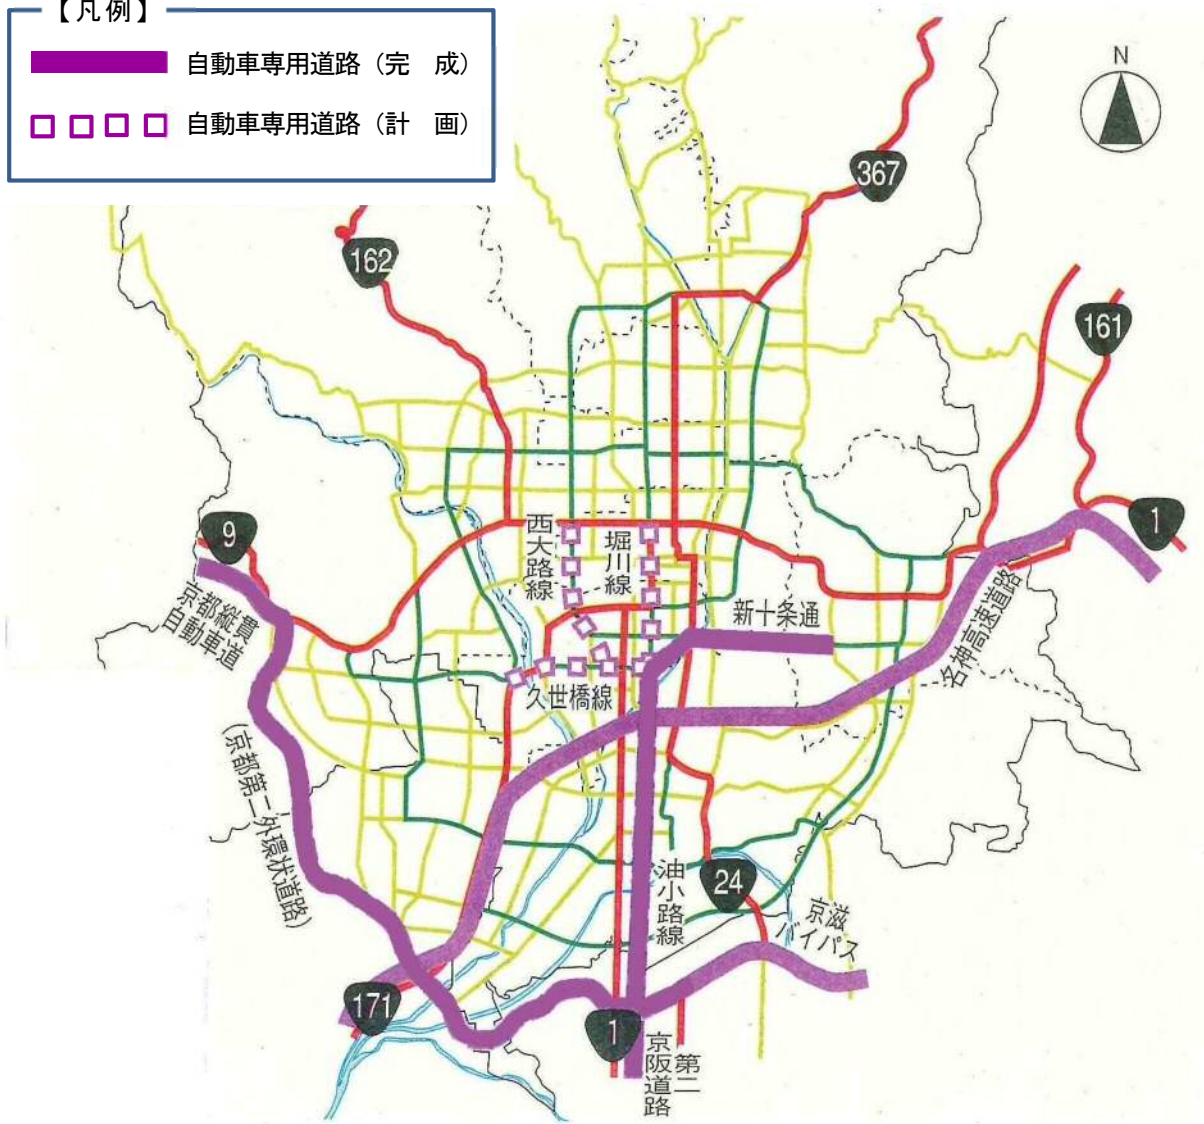 【凡例】
自動車専用道路（完　成）
自動車専用道路（計　画）
N
367
162
161
9
1
西大路線
堀川線
京都縦貫
自動車道
新十条通
名神高速道路
久世橋線
（京都第二外環状道路）
24
油小路線
京滋
バイパス
171
1
第二
京阪道路